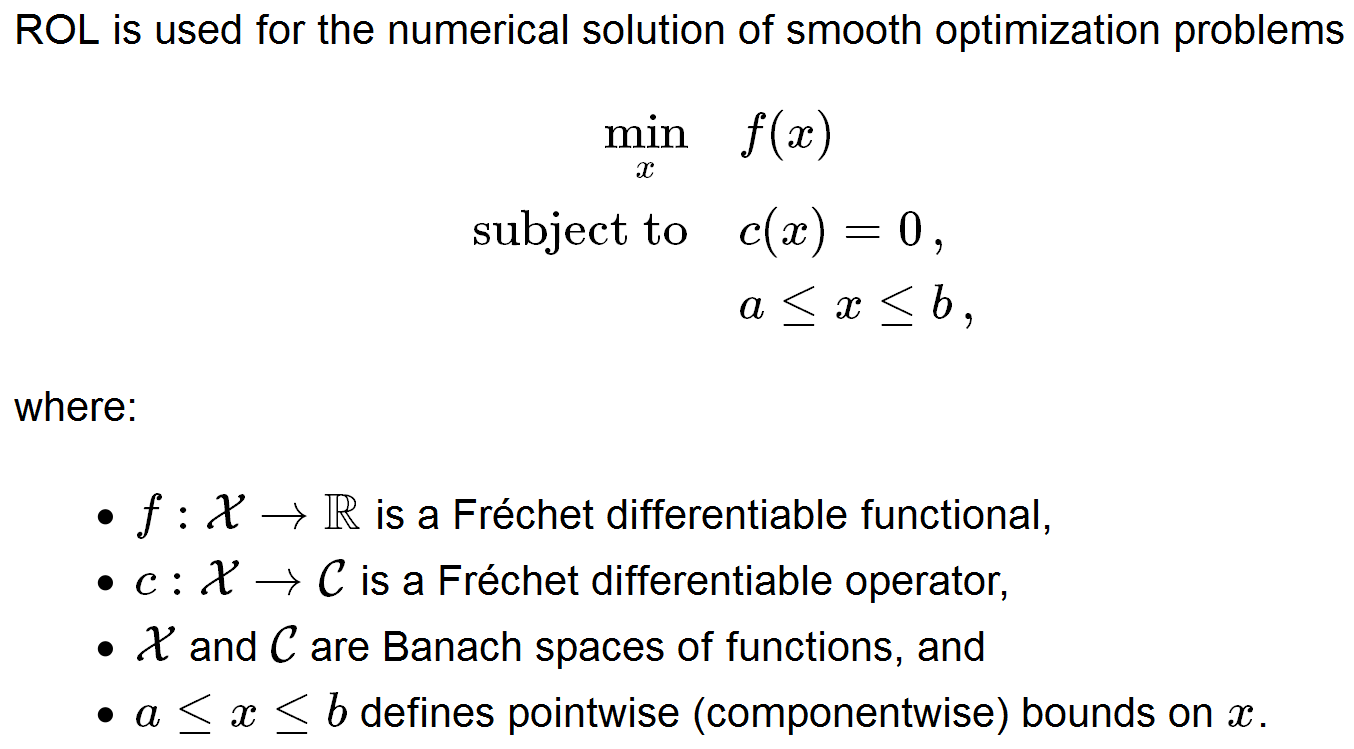 ROL is used for the numerical solution of smooth optimization problems
min f(x)
x
subject to c(x) = 0 ,
a ≤ x ≤ b ,
where:
• f : 𝒳 → ℝ is a Fréchet differentiable functional,
• c : 𝒳 → 𝒞 is a Fréchet differentiable operator,
• 𝒳 and 𝒞 are Banach spaces of functions, and
• a ≤ x ≤ b defines pointwise (componentwise) bounds on x.